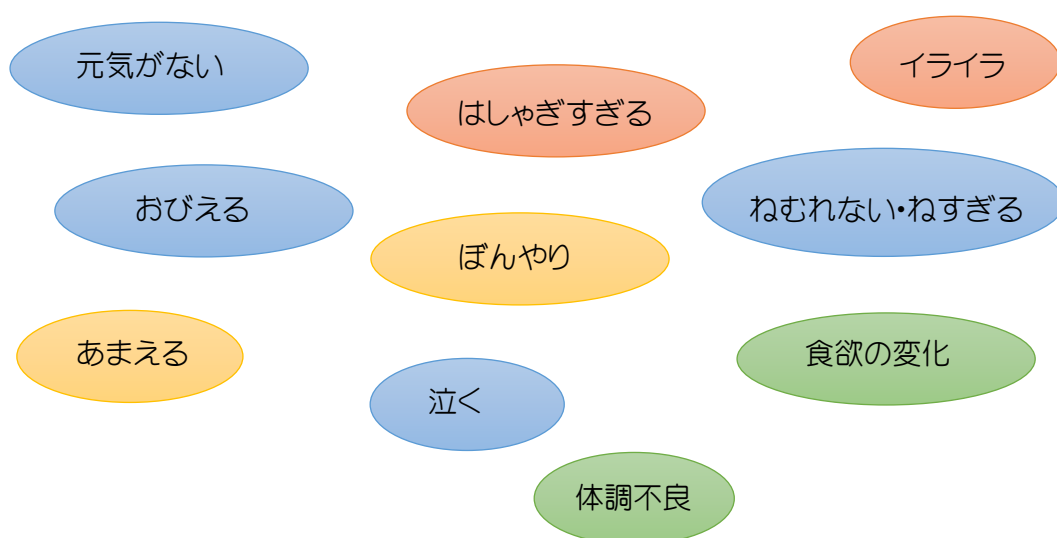 元気がない
はしゃぎすぎる
イライラ
おびえる
ねむれない・ねすぎる
ぼんやり
あまえる
食欲の変化
泣く
体調不良